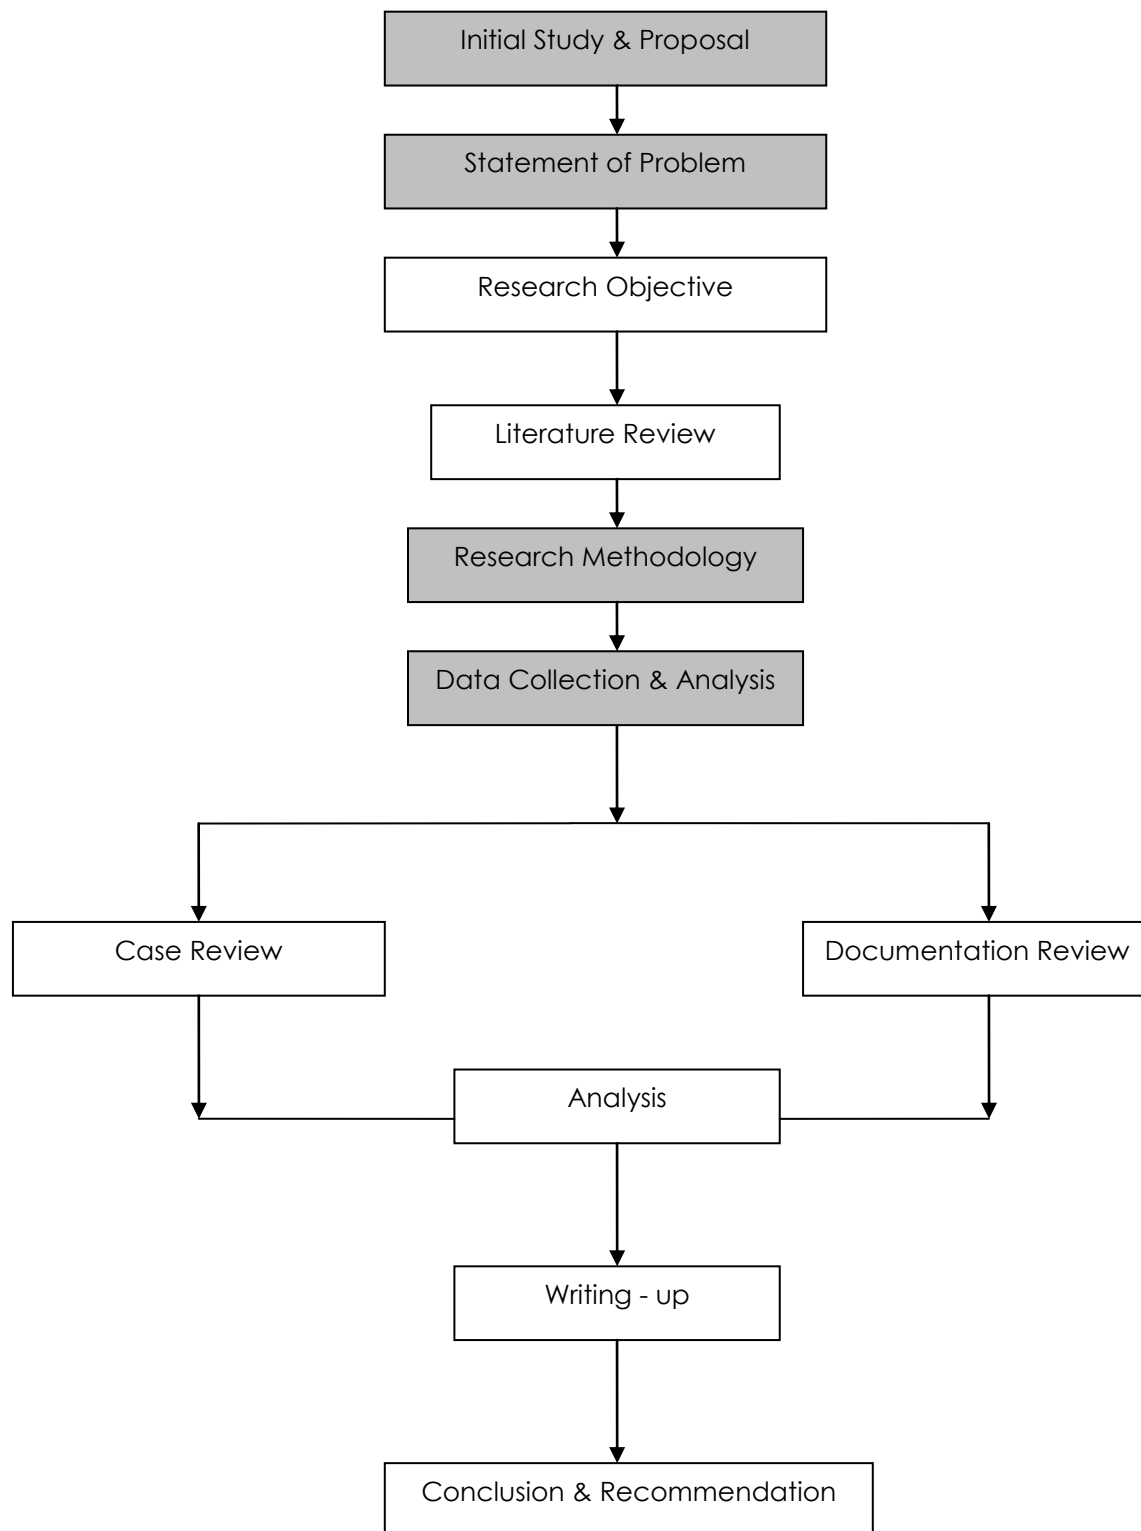 Initial Study & Proposal
Statement of Problem
Research Objective
Literature Review
Research Methodology
Data Collection & Analysis
Case Review
Documentation Review
Analysis
Writing - up
Conclusion & Recommendation